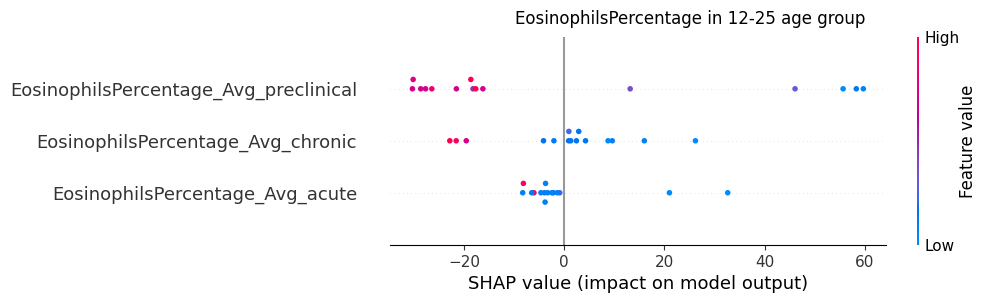 EosinophilsPercentage in 12-25 age group
High
EosinophilsPercentage_Avg_preclinical
EosinophilsPercentage_Avg_chronic
EosinophilsPercentage_Avg_acute
Feature value
Low
−20 0 20 40 60
SHAP value (impact on model output)